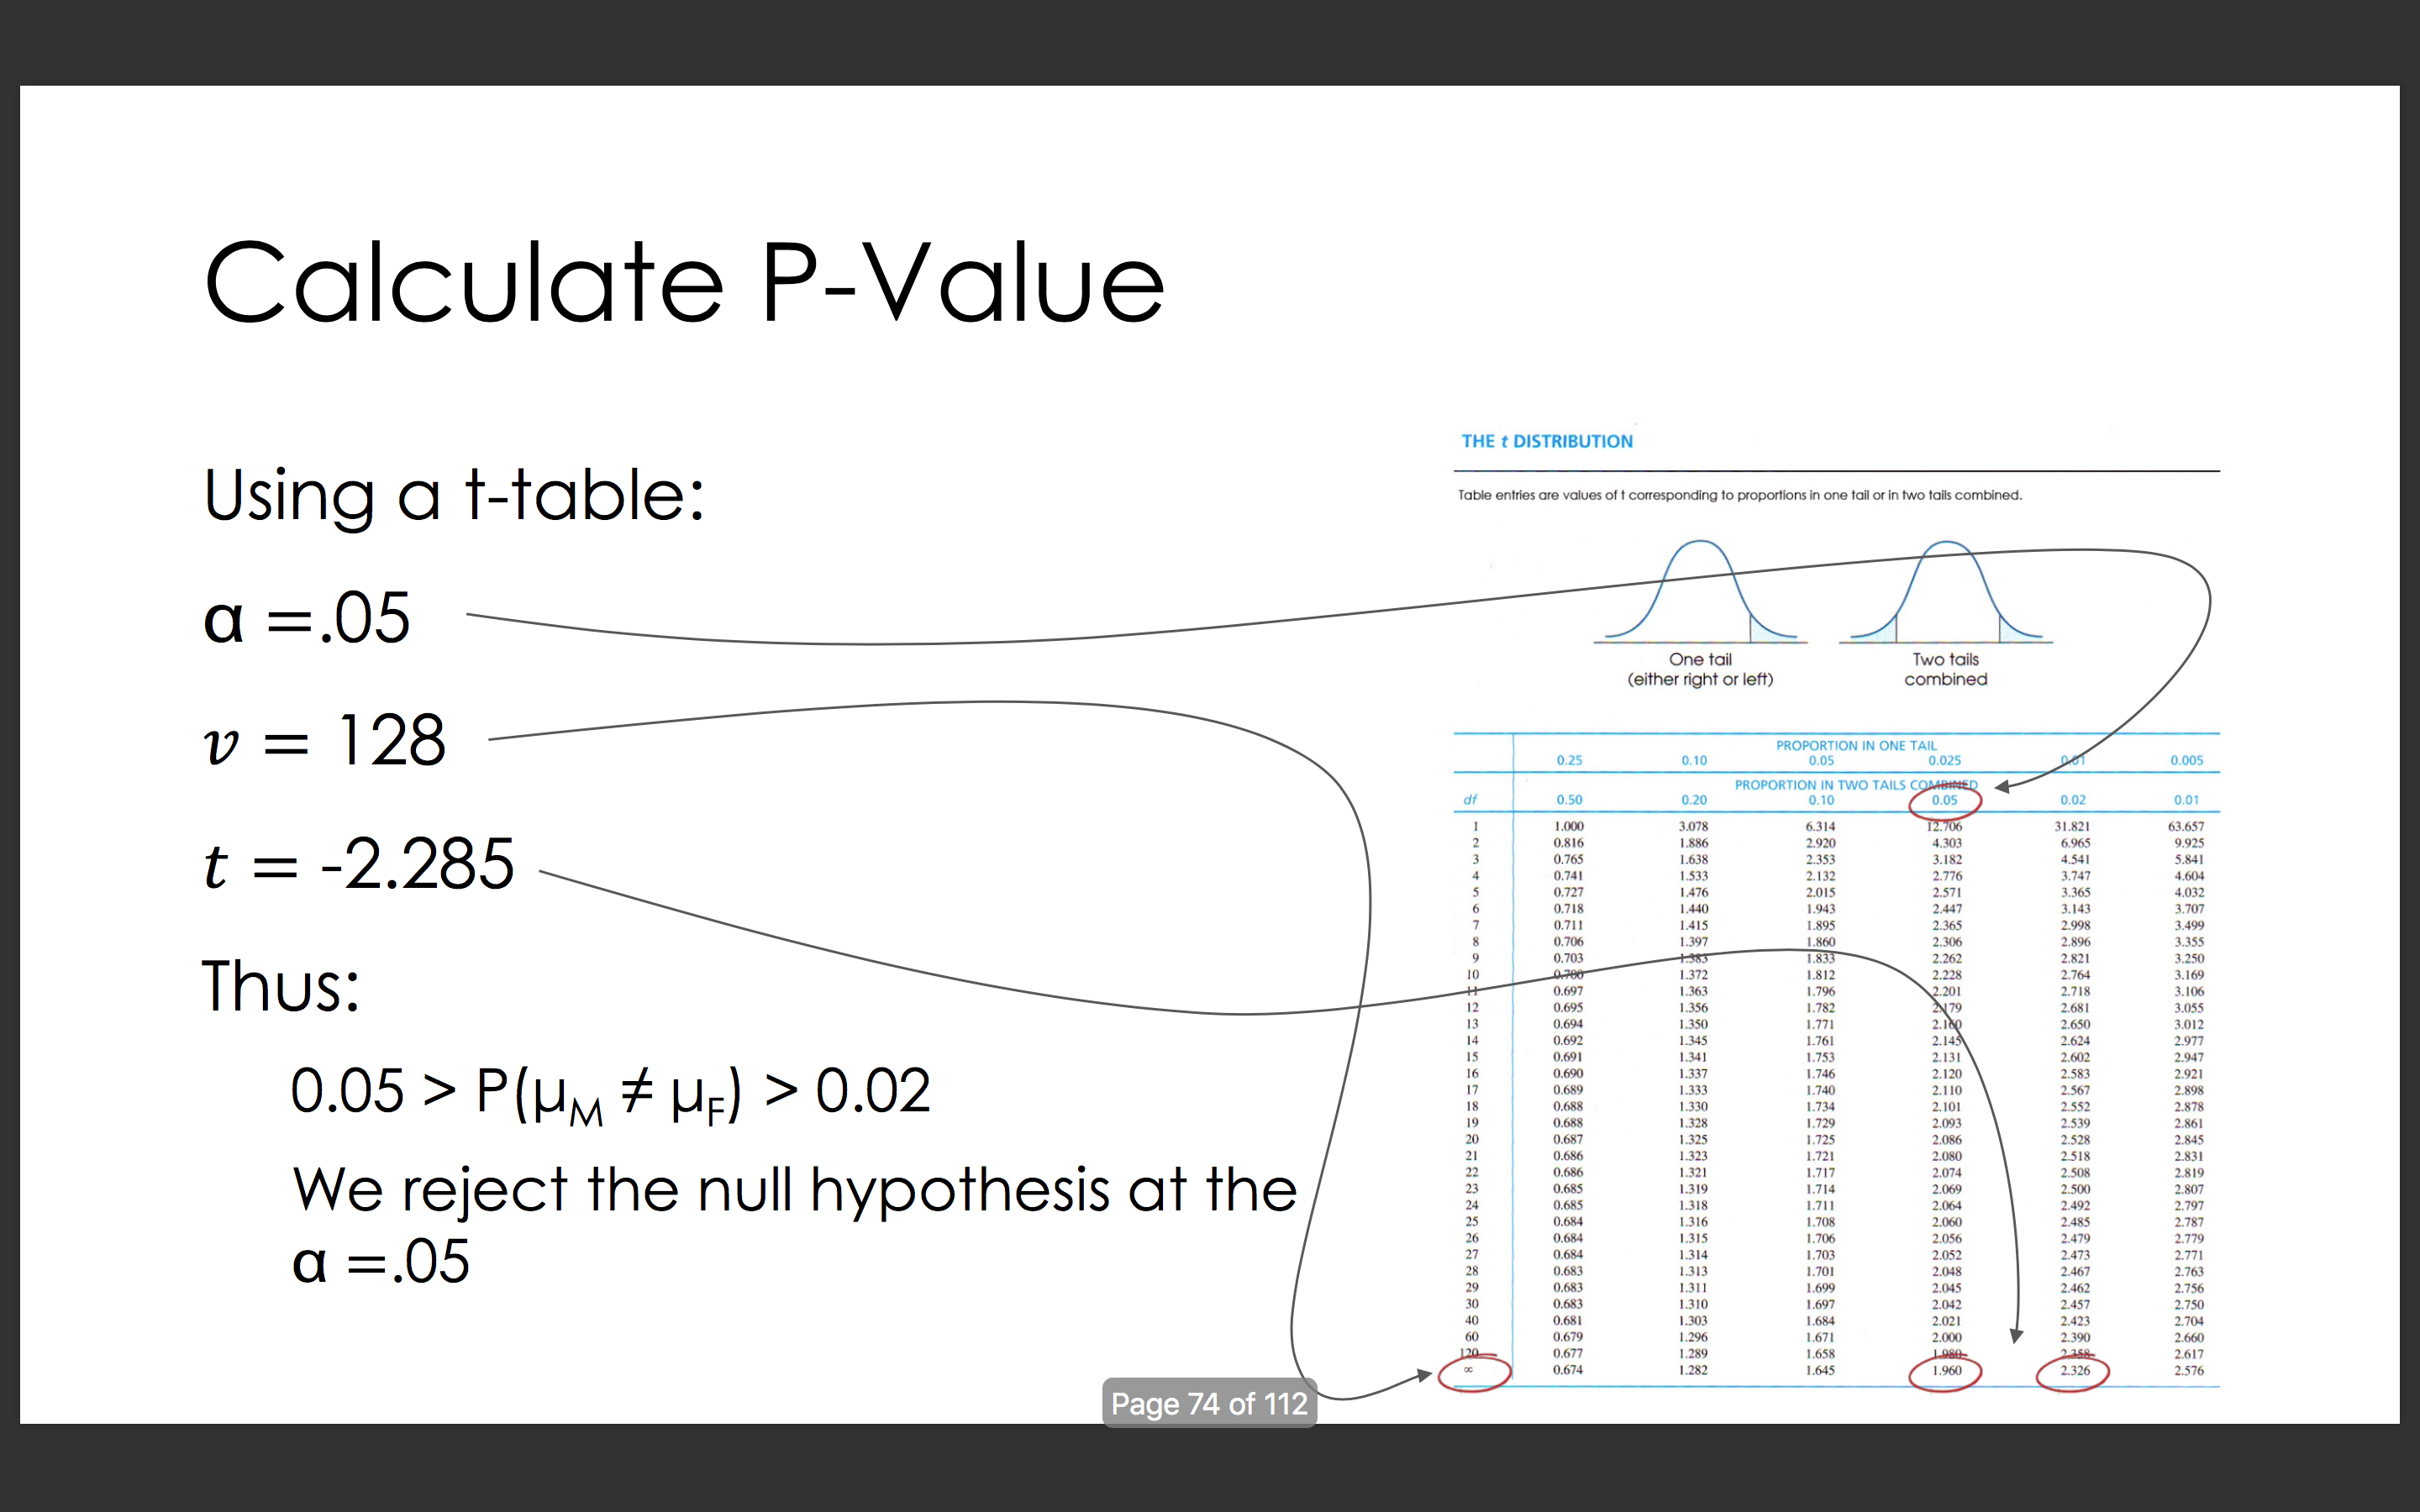 Calculate P-Value
Using a t-table:
α =.05
v = 128
t = -2.285
Thus:
0.05 > P(μM ≠ μF) > 0.02
We reject the null hypothesis at the
α =.05
THE t DISTRIBUTION
Table entries are values of t corresponding to proportions in one tail or in two tails combined.
One tail
(either right or left)
Two tails
combined
PROPORTION IN ONE TAIL
0.25 0.10 0.05 0.025 0.01 0.005
PROPORTION IN TWO TAILS COMBINED
df 0.50 0.20 0.10 0.05 0.02 0.01
1 1.000 3.078 6.314 12.706 31.821 63.657
2 0.816 1.886 2.920 4.303 6.965 9.925
3 0.765 1.638 2.353 3.182 4.541 5.841
4 0.741 1.533 2.132 2.776 3.747 4.604
5 0.727 1.476 2.015 2.571 3.365 4.032
6 0.718 1.440 1.943 2.447 3.143 3.707
7 0.711 1.415 1.895 2.365 2.998 3.499
8 0.706 1.397 1.860 2.306 2.896 3.355
9 0.703 1.383 1.833 2.262 2.821 3.250
10 0.700 1.372 1.812 2.228 2.764 3.169
11 0.697 1.363 1.796 2.201 2.718 3.106
12 0.695 1.356 1.782 2.179 2.681 3.055
13 0.694 1.350 1.771 2.160 2.650 3.012
14 0.692 1.345 1.761 2.145 2.624 2.977
15 0.691 1.341 1.753 2.131 2.602 2.947
16 0.690 1.337 1.746 2.120 2.583 2.921
17 0.689 1.333 1.740 2.110 2.567 2.898
18 0.688 1.330 1.734 2.101 2.552 2.878
19 0.688 1.328 1.729 2.093 2.539 2.861
20 0.687 1.325 1.725 2.086 2.528 2.845
21 0.686 1.323 1.721 2.080 2.518 2.831
22 0.686 1.321 1.717 2.074 2.508 2.819
23 0.685 1.319 1.714 2.069 2.500 2.807
24 0.685 1.318 1.711 2.064 2.492 2.797
25 0.684 1.316 1.708 2.060 2.485 2.787
26 0.684 1.315 1.706 2.056 2.479 2.779
27 0.684 1.314 1.703 2.052 2.473 2.771
28 0.683 1.313 1.701 2.048 2.467 2.763
29 0.683 1.311 1.699 2.045 2.462 2.756
30 0.683 1.310 1.697 2.042 2.457 2.750
40 0.681 1.303 1.684 2.021 2.423 2.704
60 0.679 1.296 1.671 2.000 2.390 2.660
120 0.677 1.289 1.658 1.980 2.358 2.617
∞ 0.674 1.282 1.645 1.960 2.326 2.576
Page 74 of 112